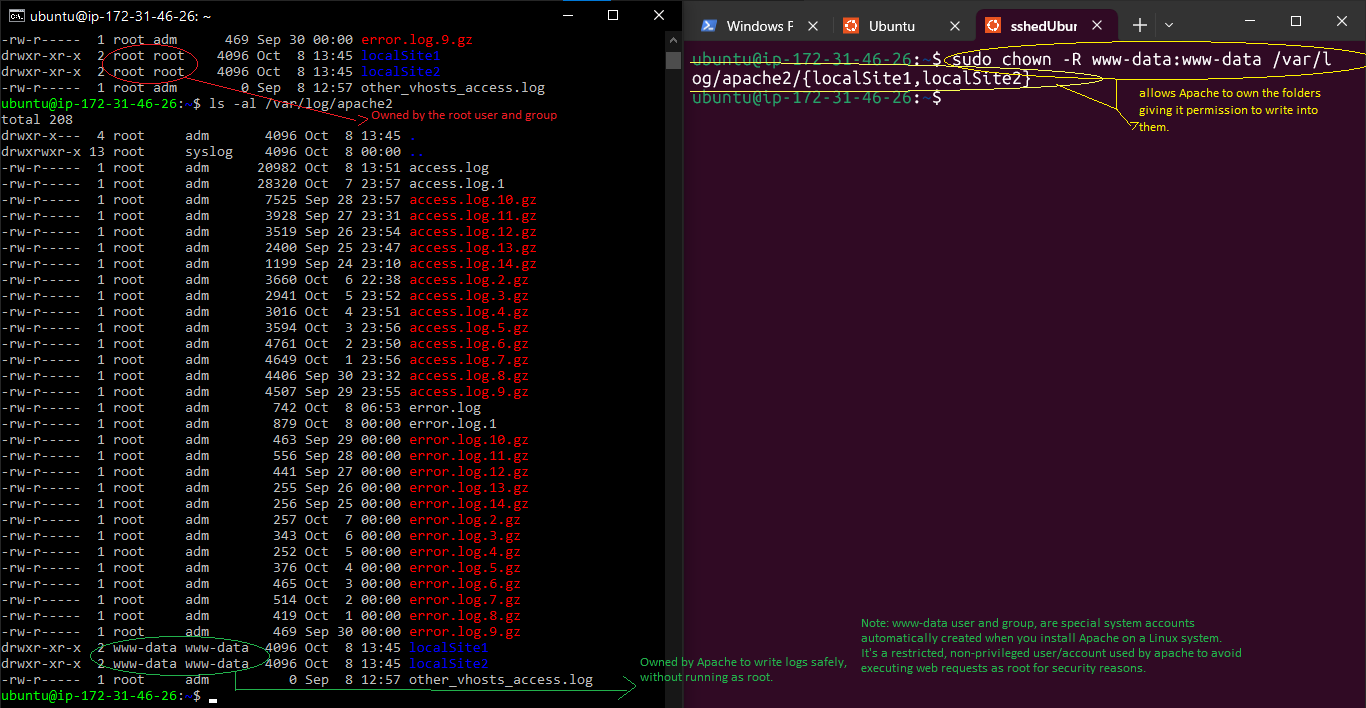 ubuntu@ip-172-31-46-26: ~
-rw-r----- 1 root adm 469 Sep 30 00:00 error.log.9.gz
drwxr-xr-x 2 root root 4096 Oct 8 13:45 localSite1
drwxr-xr-x 2 root root 4096 Oct 8 13:45 localSite2
-rw-r----- 1 root adm 0 Sep 8 12:57 other_vhosts_access.log
ubuntu@ip-172-31-46-26:~$ ls -al /var/log/apache2
Owned by the root user and group
total 208
drwxr-x--- 4 root adm 4096 Oct 8 13:45 .
drwxrwxr-x 13 root syslog 4096 Oct 8 00:00 ..
-rw-r----- 1 root adm 20982 Oct 8 13:51 access.log
-rw-r----- 1 root adm 28320 Oct 7 23:57 access.log.1
-rw-r----- 1 root adm 7525 Sep 28 23:57 access.log.10.gz
-rw-r----- 1 root adm 3928 Sep 27 23:31 access.log.11.gz
-rw-r----- 1 root adm 3519 Sep 26 23:54 access.log.12.gz
-rw-r----- 1 root adm 2400 Sep 25 23:47 access.log.13.gz
-rw-r----- 1 root adm 1199 Sep 24 23:10 access.log.14.gz
-rw-r----- 1 root adm 3660 Oct 6 22:38 access.log.2.gz
-rw-r----- 1 root adm 2941 Oct 5 23:52 access.log.3.gz
-rw-r----- 1 root adm 3016 Oct 4 23:51 access.log.4.gz
-rw-r----- 1 root adm 3594 Oct 3 23:56 access.log.5.gz
-rw-r----- 1 root adm 4761 Oct 2 23:50 access.log.6.gz
-rw-r----- 1 root adm 4649 Oct 1 23:56 access.log.7.gz
-rw-r----- 1 root adm 4406 Sep 30 23:32 access.log.8.gz
-rw-r----- 1 root adm 4507 Sep 29 23:55 access.log.9.gz
-rw-r----- 1 root adm 742 Oct 8 06:53 error.log
-rw-r----- 1 root adm 879 Oct 8 00:00 error.log.1
-rw-r----- 1 root adm 463 Sep 29 00:00 error.log.10.gz
-rw-r----- 1 root adm 556 Sep 28 00:00 error.log.11.gz
-rw-r----- 1 root adm 441 Sep 27 00:00 error.log.12.gz
-rw-r----- 1 root adm 255 Sep 26 00:00 error.log.13.gz
-rw-r----- 1 root adm 256 Sep 25 00:00 error.log.14.gz
-rw-r----- 1 root adm 257 Oct 7 00:00 error.log.2.gz
-rw-r----- 1 root adm 343 Oct 6 00:00 error.log.3.gz
-rw-r----- 1 root adm 252 Oct 5 00:00 error.log.4.gz
-rw-r----- 1 root adm 376 Oct 4 00:00 error.log.5.gz
-rw-r----- 1 root adm 465 Oct 3 00:00 error.log.6.gz
-rw-r----- 1 root adm 514 Oct 2 00:00 error.log.7.gz
-rw-r----- 1 root adm 419 Oct 1 00:00 error.log.8.gz
-rw-r----- 1 root adm 469 Sep 30 00:00 error.log.9.gz
drwxr-xr-x 2 www-data www-data 4096 Oct 8 13:45 localSite1
drwxr-xr-x 2 www-data www-data 4096 Oct 8 13:45 localSite2
-rw-r----- 1 root adm 0 Sep 8 12:57 other_vhosts_access.log
ubuntu@ip-172-31-46-26:~$
Owned by Apache to write logs safely,
without running as root.
Windows P
Ubuntu
sshedUbur
ubuntu@ip-172-31-46-26:~$ sudo chown -R www-data:www-data /var/l
og/apache2/{localSite1,localSite2}
ubuntu@ip-172-31-46-26:~$
allows Apache to own the folders
giving it permission to write into
them.
Note: www-data user and group, are special system accounts
automatically created when you install Apache on a Linux system.
It's a restricted, non-privileged user/account used by apache to avoid
executing web requests as root for security reasons.